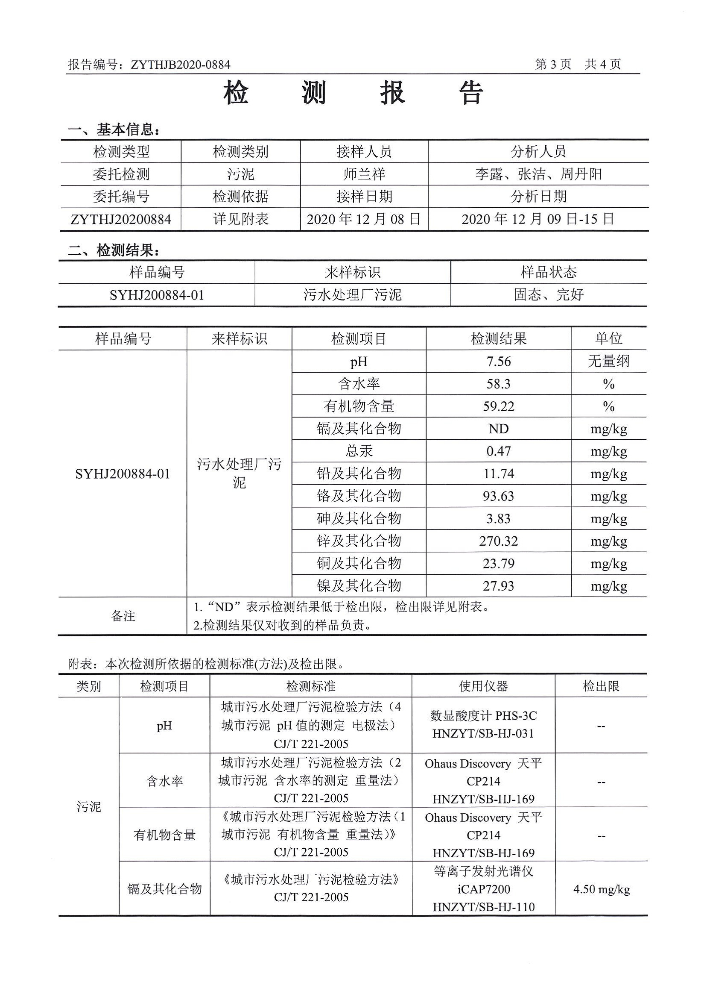 报告编号：ZYTHJB2020-0884 第 3 页 共 4 页
检 测 报 告
一、基本信息：
检测类型 检测类别 接样人员 分析人员
委托检测 污泥 师兰祥 李露、张洁、周丹阳
委托编号 检测依据 接样日期 分析日期
ZYTHJ20200884 详见附表 2020 年 12 月 08 日 2020 年 12 月 09 日-15 日
二、检测结果：
样品编号 来样标识 样品状态
SYHJ200884-01 污水处理厂污泥 固态、完好
样品编号 来样标识 检测项目 检测结果 单位
SYHJ200884-01
污水处理厂污
泥
pH 7.56 无量纲
含水率 58.3 %
有机物含量 59.22 %
镉及其化合物 ND mg/kg
总汞 0.47 mg/kg
铅及其化合物 11.74 mg/kg
铬及其化合物 93.63 mg/kg
砷及其化合物 3.83 mg/kg
锌及其化合物 270.32 mg/kg
铜及其化合物 23.79 mg/kg
镍及其化合物 27.93 mg/kg
备注
1.“ND”表示检测结果低于检出限，检出限详见附表。
2.检测结果仅对收到的样品负责。
附表：本次检测所依据的检测标准(方法)及检出限。
类别 检测项目 检测标准 使用仪器 检出限
污泥
pH
城市污水处理厂污泥检验方法（4
城市污泥 pH 值的测定 电极法）
CJ/T 221-2005
数显酸度计 PHS-3C
HNZYT/SB-HJ-031
--
含水率
城市污水处理厂污泥检验方法（2
城市污泥 含水率的测定 重量法）
CJ/T 221-2005
Ohaus Discovery 天平
CP214
HNZYT/SB-HJ-169
--
有机物含量
《城市污水处理厂污泥检验方法（1
城市污泥 有机物含量 重量法)》
CJ/T 221-2005
Ohaus Discovery 天平
CP214
HNZYT/SB-HJ-169
--
镉及其化合物
《城市污水处理厂污泥检验方法》
CJ/T 221-2005
等离子发射光谱仪
iCAP7200
HNZYT/SB-HJ-110
4.50 mg/kg